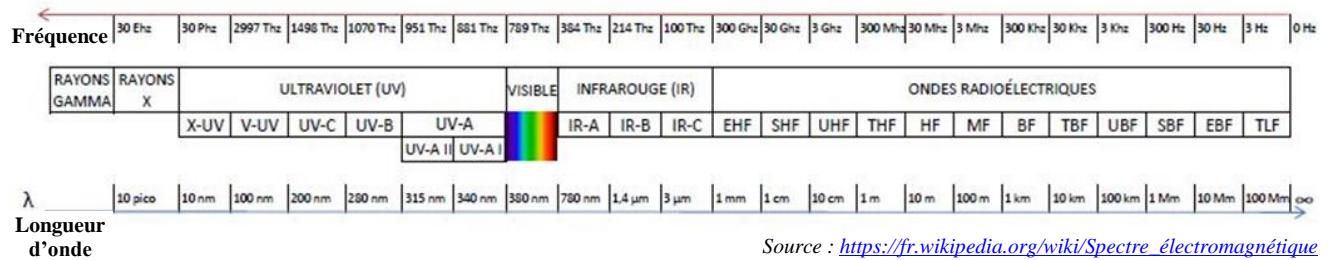 Fréquence 30 Ehz 30 Phz 2997 Thz 1498 Thz 1070 Thz 951 Thz 881 Thz 789 Thz 384 Thz 214 Thz 100 Thz 300 Ghz 30 Ghz 3 Ghz 300 Mhz 30 Mhz 3 Mhz 300 Khz 30 Khz 3 Khz 300 Hz 30 Hz 3 Hz 0 Hz
RAYONS GAMMA RAYONS X ULTRAVIOLET (UV) VISIBLE INFRAROUGE (IR) ONDES RADIOÉLECTRIQUES
X-UV V-UV UV-C UV-B UV-A IR-A IR-B IR-C EHF SHF UHF THF HF MF BF TBF UBF SBF EBF TLF
UV-A II UV-A I
λ 10 pico 10 nm 100 nm 200 nm 280 nm 315 nm 340 nm 380 nm 780 nm 1,4 µm 3 µm 1 mm 1 cm 10 cm 1 m 10 m 100 m 1 km 10 km 100 km 1 Mm 10 Mm 100 Mm ∞
Longueur
d’onde
Source : https://fr.wikipedia.org/wiki/Spectre_électromagnétique